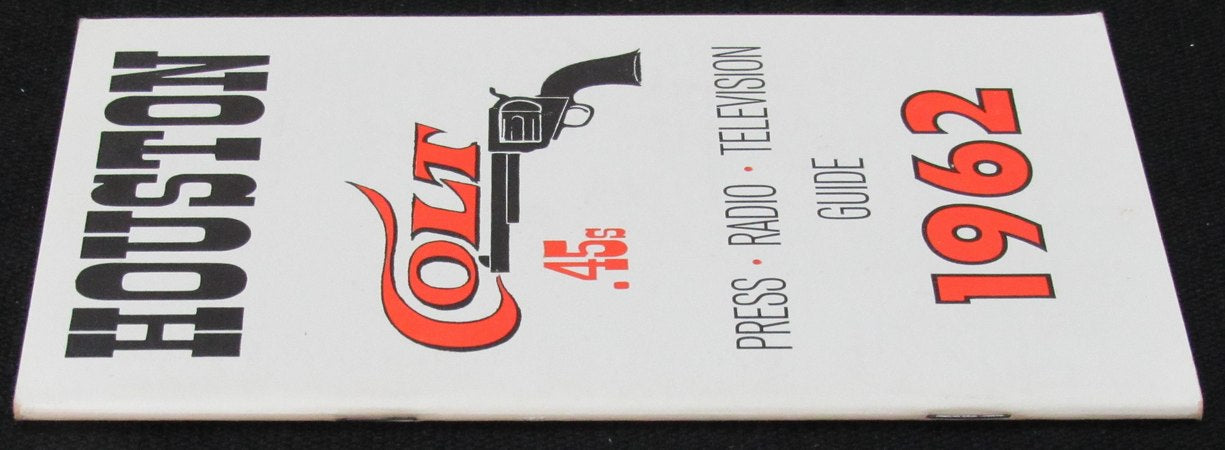 HOUSTON
COLT
.45s
PRESS • RADIO • TELEVISION
GUIDE
1962